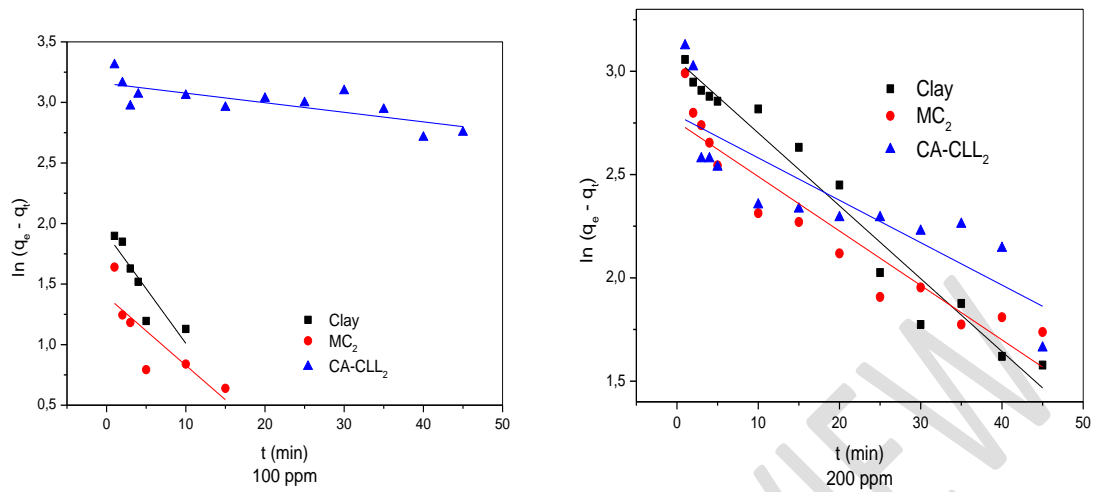 3,5
3,0
2,5
2,0
1,5
1,0
0,5
ln (qₑ - qₜ)
Clay
MC₂
CA-CLL₂
0 10 20 30 40 50
t (min)
100 ppm
3,0
2,5
2,0
1,5
ln (qₑ - qₜ)
Clay
MC₂
CA-CLL₂
0 10 20 30 40 50
t (min)
200 ppm